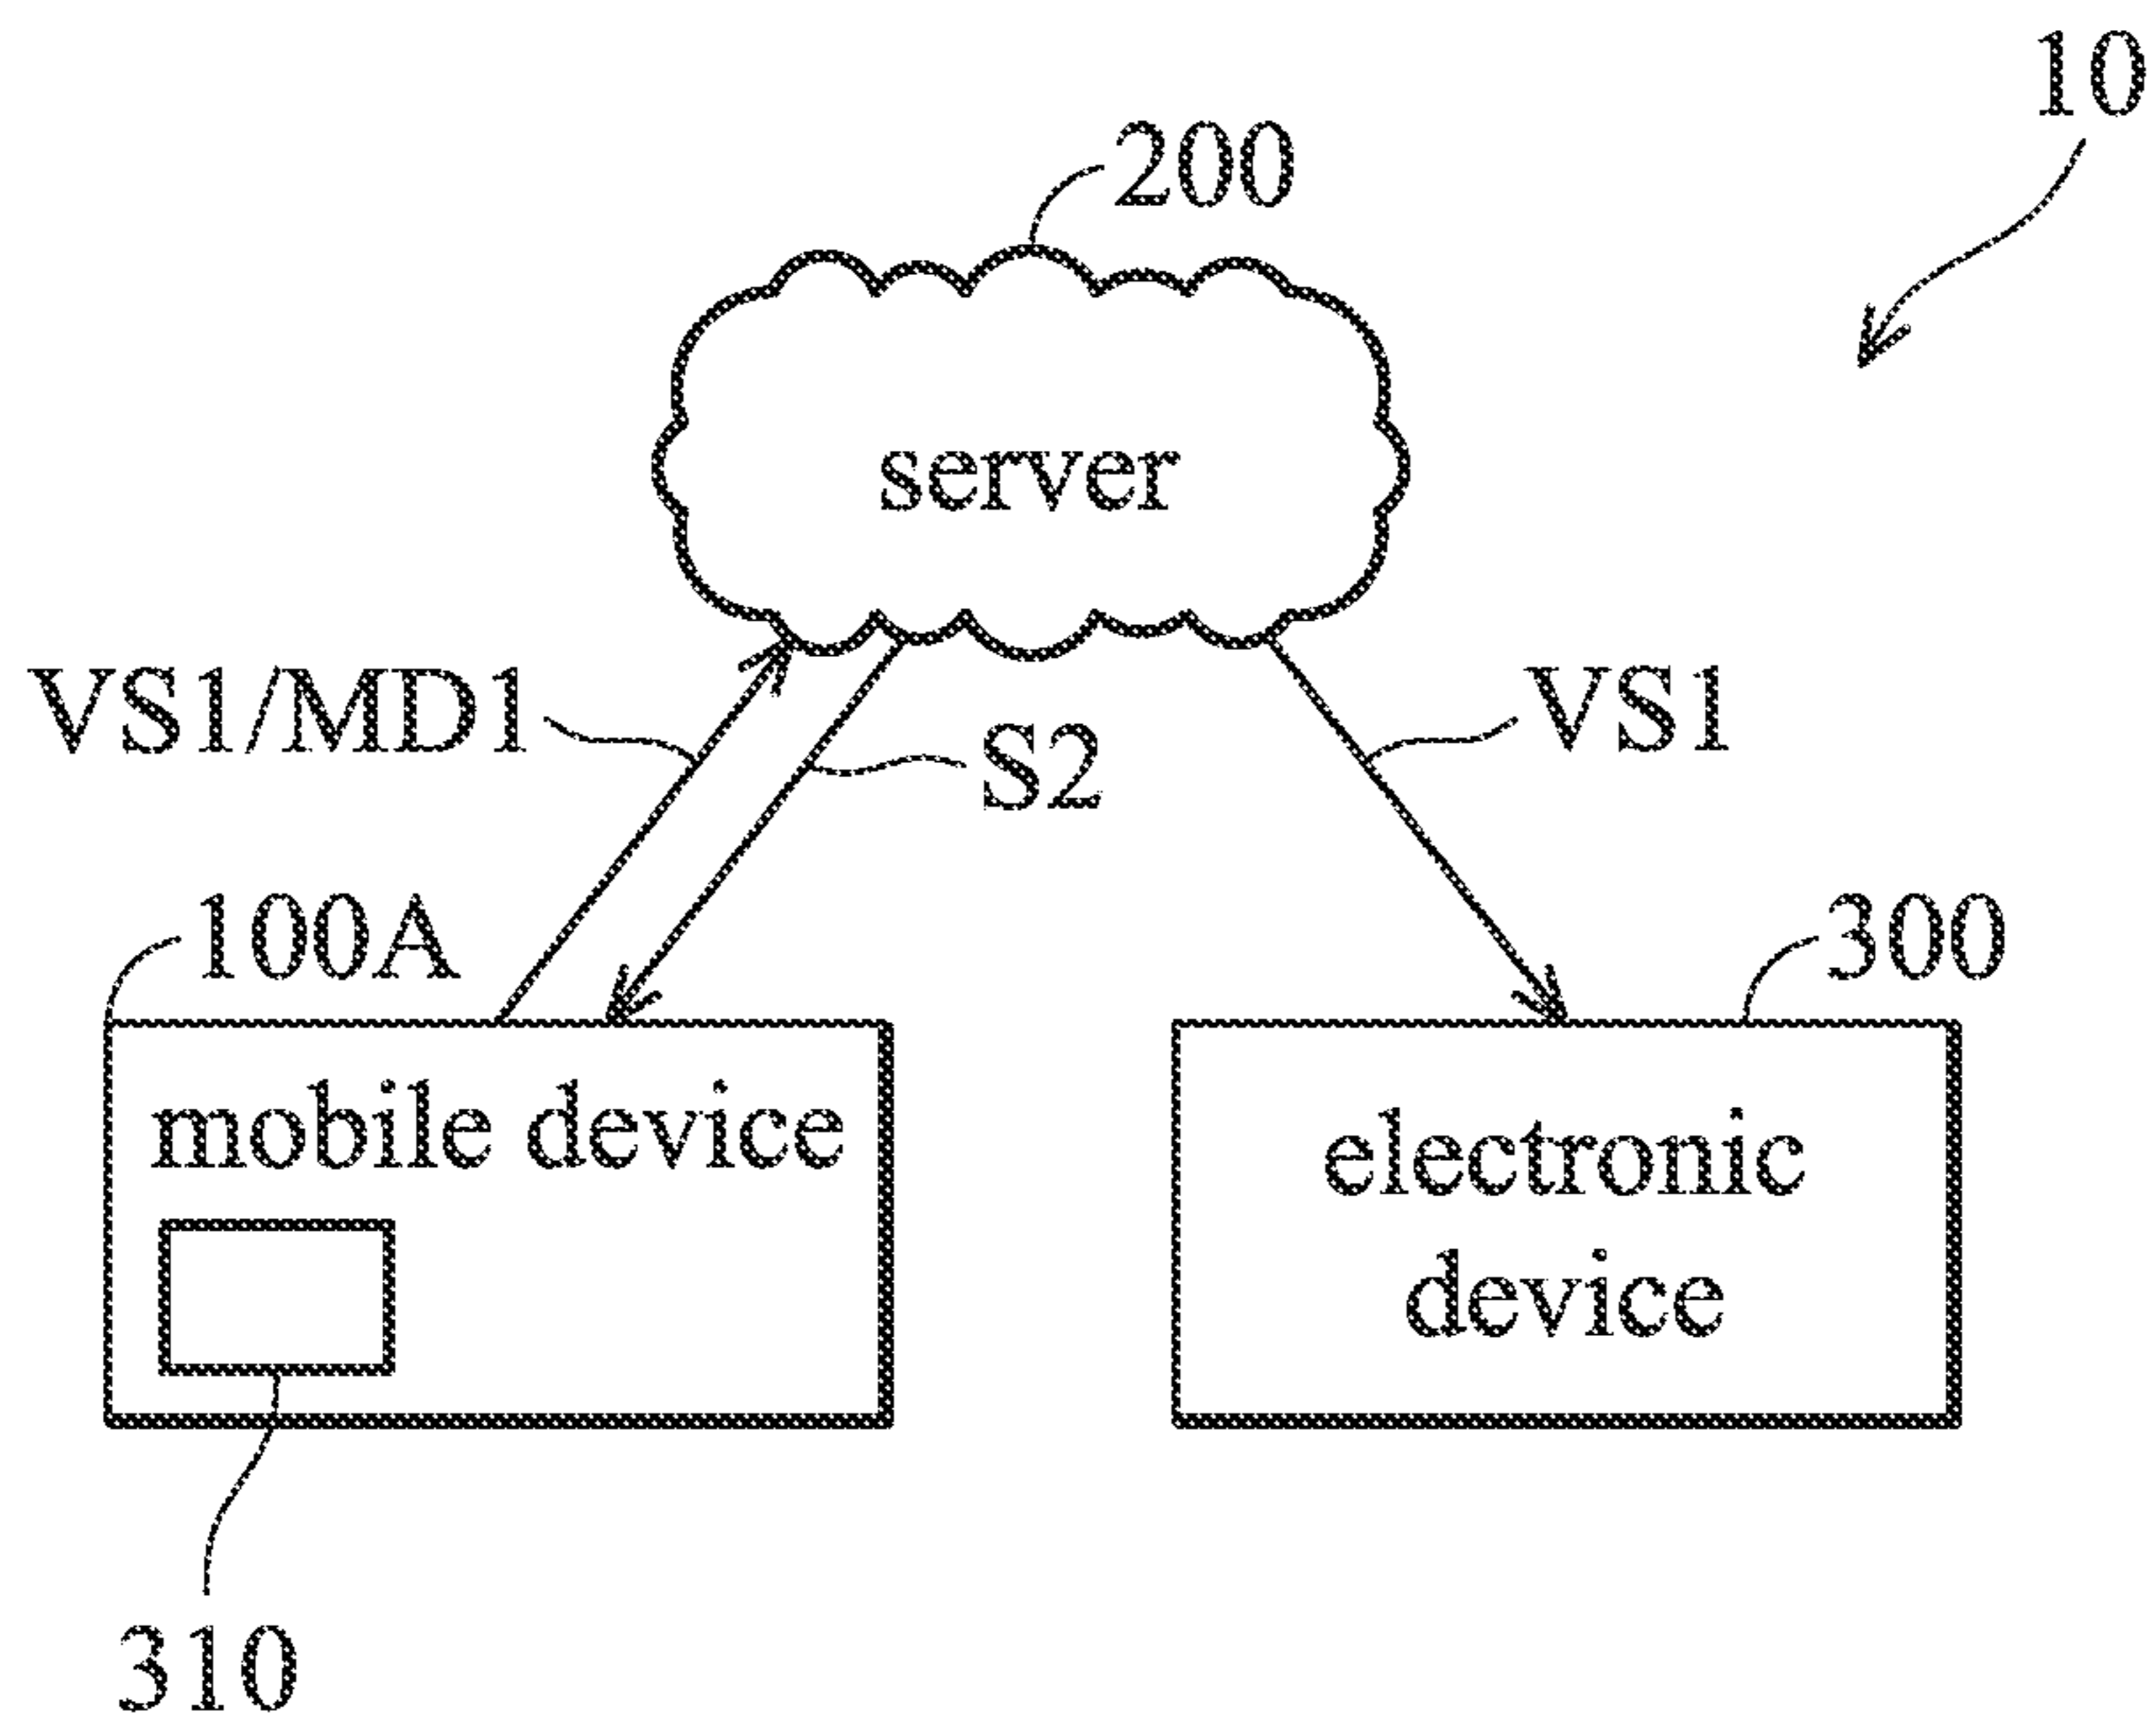 10
200
server
VS1/MD1
S2
VS1
100A
300
mobile device
electronic
device
310